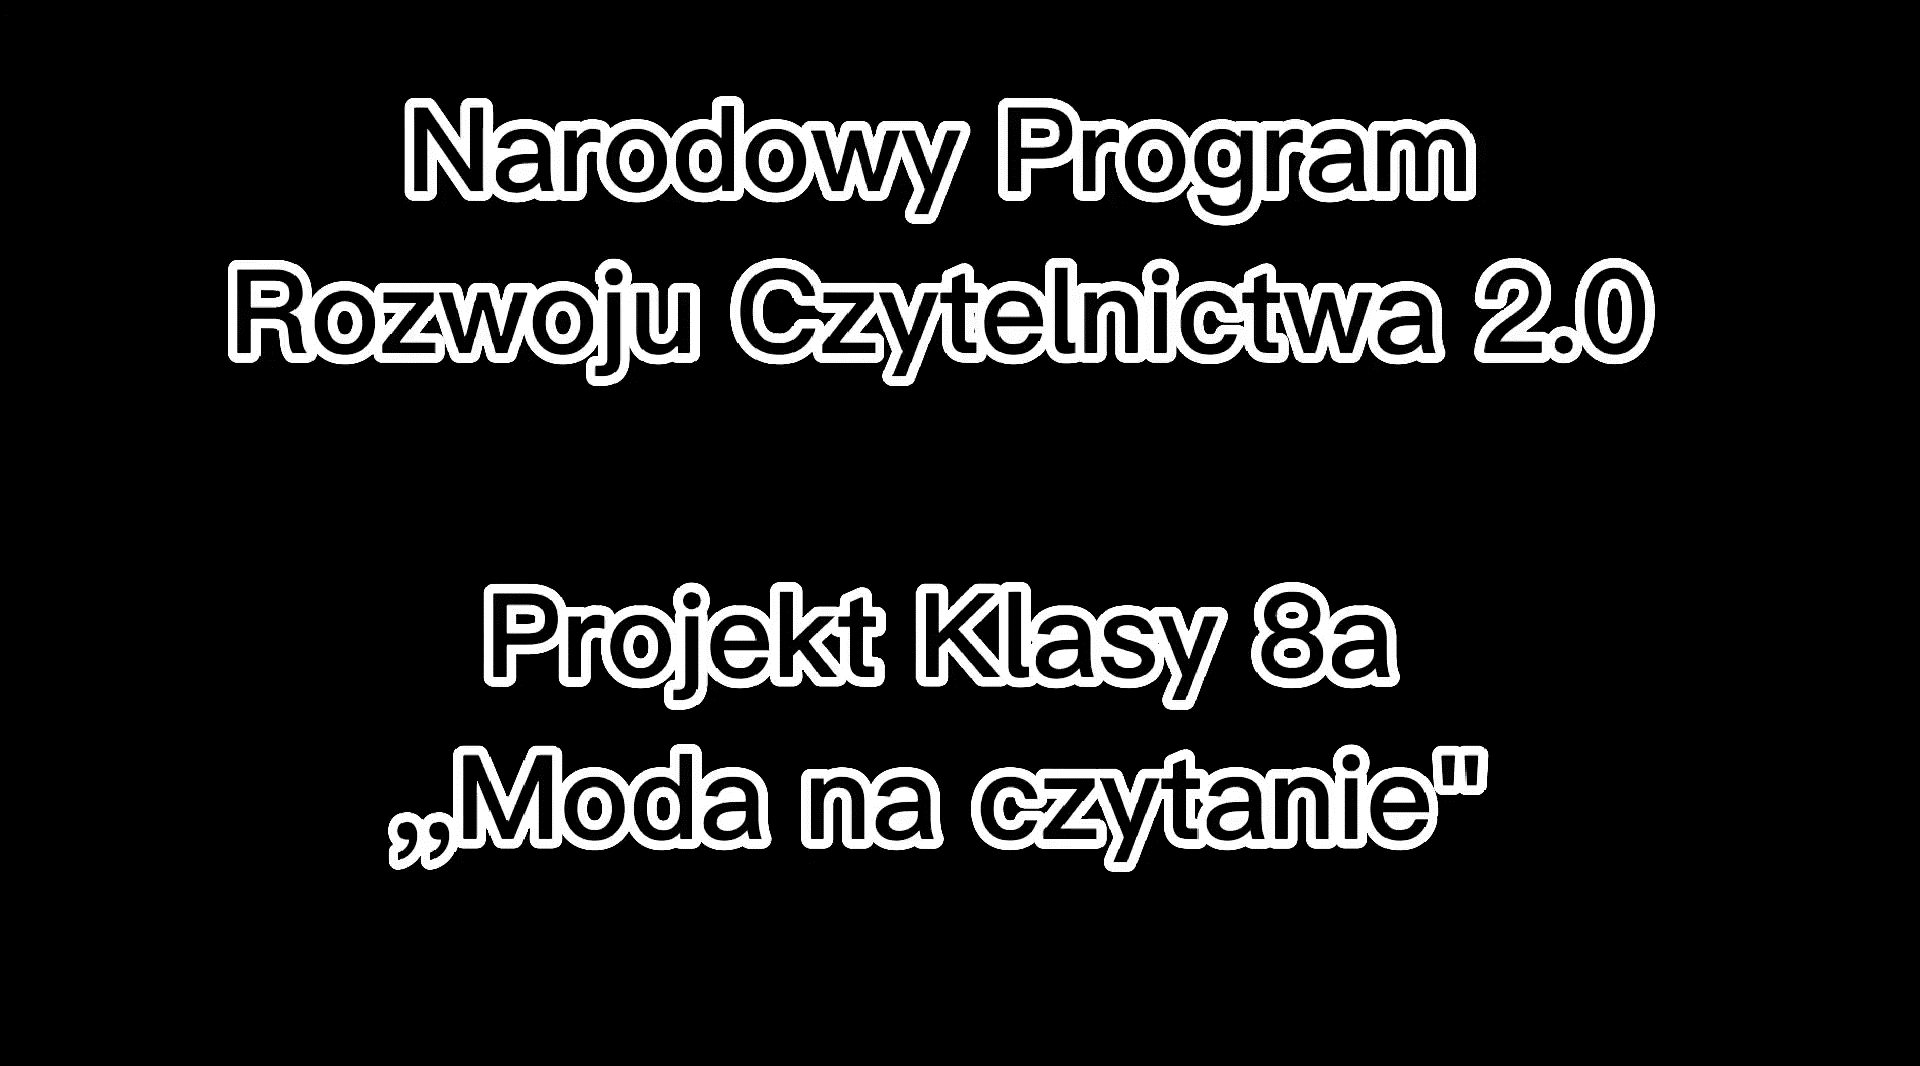 Narodowy Program
Rozwoju Czytelnictwa 2.0
Projekt Klasy 8a
,,Moda na czytanie"